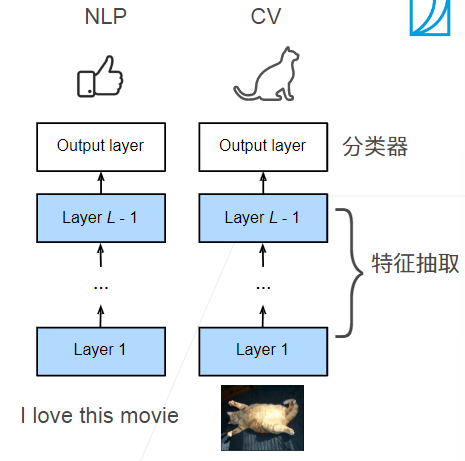 NLP
CV
Output layer
Output layer
分类器
Layer L - 1
Layer L - 1
特征抽取
...
...
Layer 1
Layer 1
I love this movie